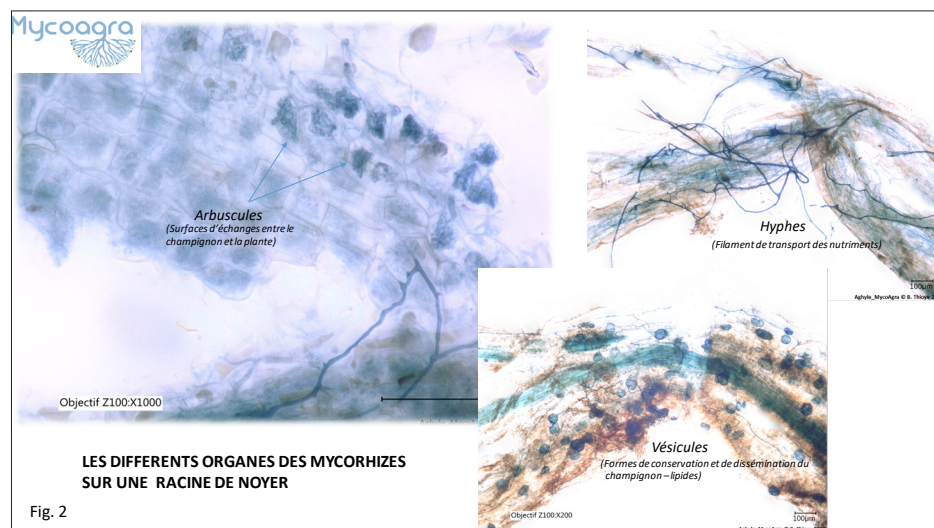 Mycoagra
Arbuscules
(Surfaces d'échanges entre le
champignon et la plante)
Objectif Z100:X1000
Hyphes
(Filament de transport des nutriments)
100µm
Aghyle_MycoAgra © B. Thioye
Vésicules
(Formes de conservation et de dissémination du
champignon – lipides)
Objectif Z100:X200
100µm
LES DIFFERENTS ORGANES DES MYCORHIZES
SUR UNE RACINE DE NOYER
Fig. 2